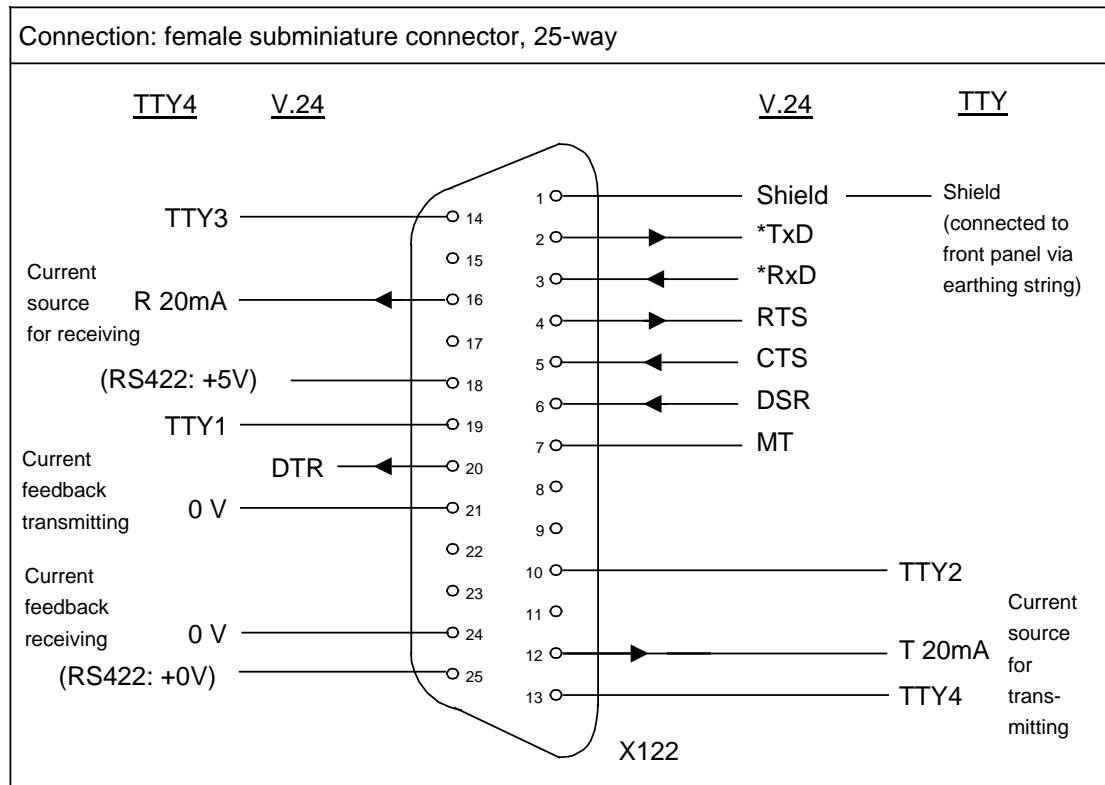 Connection: female subminiature connector, 25-way
TTY4 V.24 V.24 TTY
1 Shield Shield
(connected to
front panel via
earthing string)
TTY3 14
2 *TxD
15
3 *RxD
Current
source
for receiving
R 20mA 16
4 RTS
17
5 CTS
(RS422: +5V) 18
6 DSR
TTY1 19
7 MT
Current
feedback
transmitting
DTR 20
8
0 V 21
9
22
10 TTY2
Current
feedback
receiving
23
11
0 V 24
12 T 20mA
Current
source
for
trans-
mitting
(RS422: +0V) 25
13 TTY4
X122